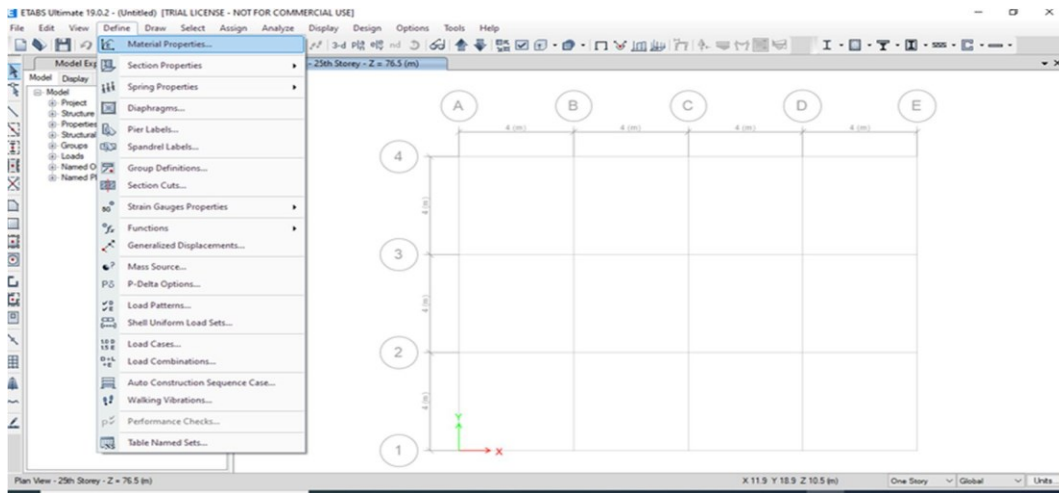 ETABS Ultimate 19.0.2 - (Untitled) [TRIAL LICENSE - NOT FOR COMMERCIAL USE]
File Edit View Define Draw Select Assign Analyze Display Design Options Tools Help
3-d
Model Exp
- 25th Storey - Z = 76.5 (m)
Model Display
Model
Project
Structure
Properties
Structural
Groups
Loads
Named O
Named Pl
Material Properties...
Section Properties
Spring Properties
Diaphragms...
Pier Labels...
Spandrel Labels...
Group Definitions...
Section Cuts...
Strain Gauges Properties
Functions
Generalized Displacements...
Mass Source...
P-Delta Options...
Load Patterns...
Shell Uniform Load Sets...
Load Cases...
Load Combinations...
Auto Construction Sequence Case...
Walking Vibrations...
Performance Checks...
Table Named Sets...
A B C D E
4 (m) 4 (m) 4 (m) 4 (m)
4
4 (m)
3
4 (m)
2
4 (m)
Y
1
X
Plan View - 25th Storey - Z = 76.5 (m) X 11.9 Y 18.9 Z 10.5 (m) One Story Global Units